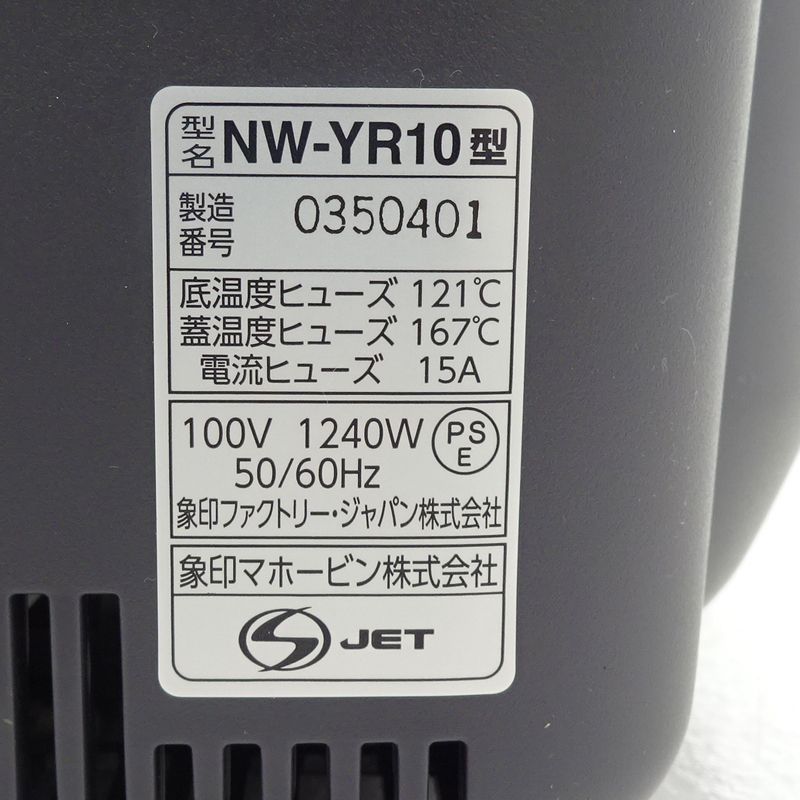 型名 NW-YR10型
製造番号 0350401
底温度ヒューズ 121℃
蓋温度ヒューズ 167℃
電流ヒューズ 15A
100V 1240W PSE
50/60Hz
象印ファクトリー・ジャパン株式会社
象印マホービン株式会社
S JET